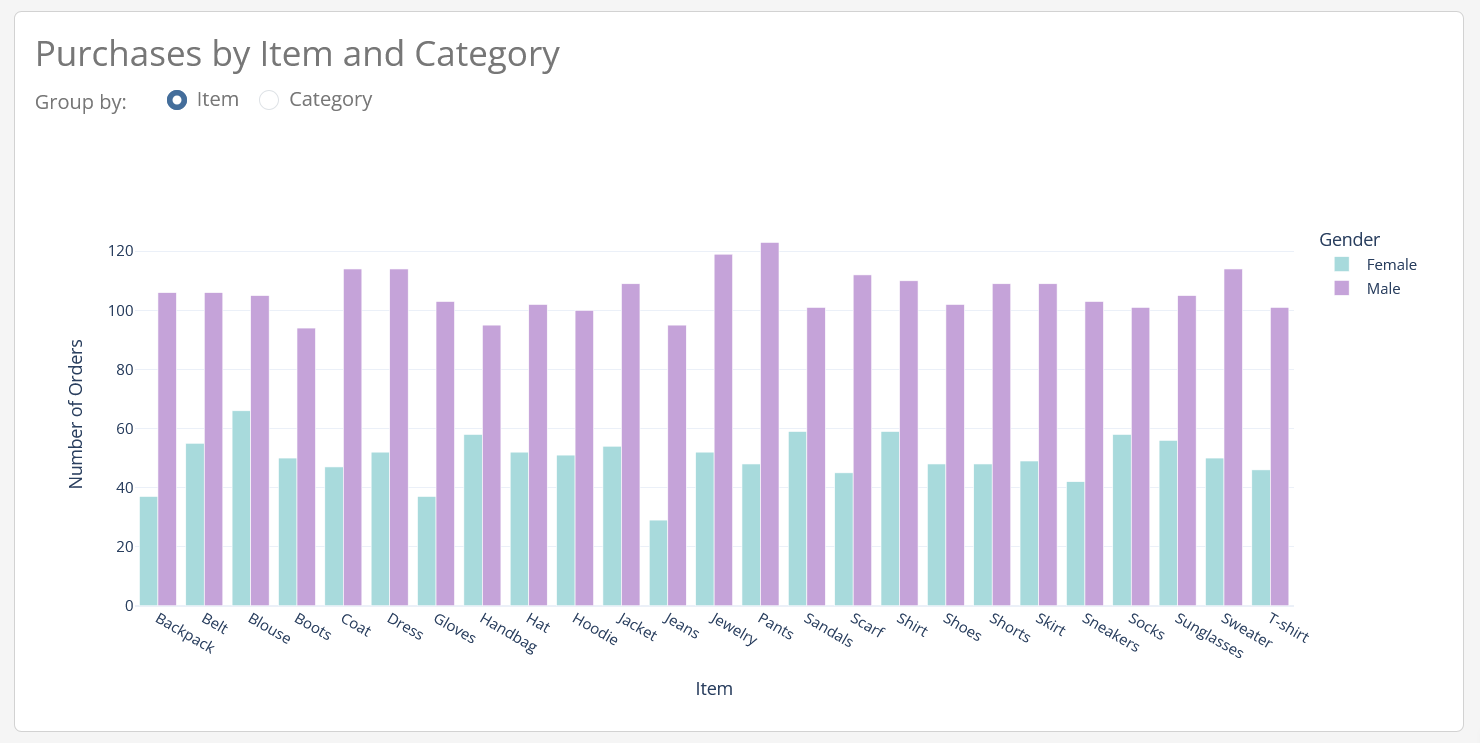 Purchases by Item and Category
Group by: Item Category
Gender
Female
Male
Number of Orders
120
100
80
60
40
20
0
Backpack Belt Blouse Boots Coat Dress Gloves Handbag Hat Hoodie Jacket Jeans Jewelry Pants Sandals Scarf Shirt Shoes Shorts Skirt Sneakers Socks Sunglasses Sweater T-shirt
Item